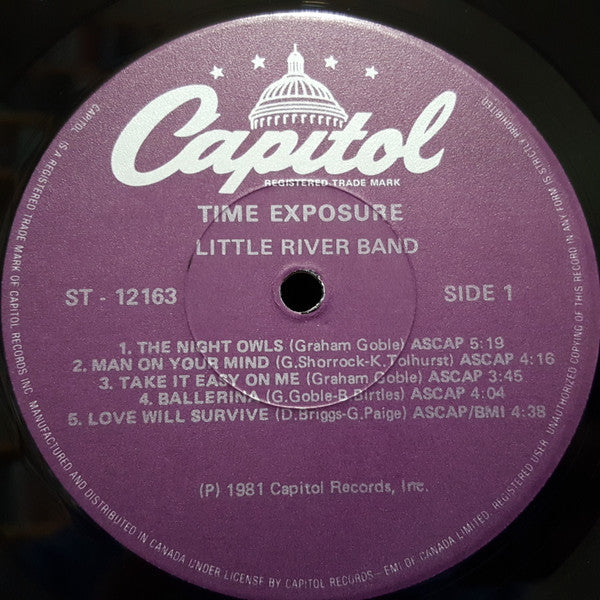 Capitol
REGISTERED TRADE MARK
TIME EXPOSURE
LITTLE RIVER BAND
ST - 12163
SIDE 1
1. THE NIGHT OWLS (Graham Goble) ASCAP 5:19
2. MAN ON YOUR MIND (G.Shorrock-K.Tolhurst) ASCAP 4:16
3. TAKE IT EASY ON ME (Graham Goble) ASCAP 3:45
4. BALLERINA (G.Goble-B Birtles) ASCAP 4:04
5. LOVE WILL SURVIVE (D.Briggs-G.Paige) ASCAP/BMI 4:38
(P) 1981 Capitol Records, Inc.
CAPITOL IS A REGISTERED TRADE MARK OF CAPITOL RECORDS INC. MANUFACTURED AND DISTRIBUTED IN CANADA UNDER LICENSE BY CAPITOL RECORDS-EMI OF CANADA LIMITED. REGISTERED USER. UNAUTHORIZED COPYING OF THIS RECORD IN ANY FORM IS STRICTLY PROHIBITED